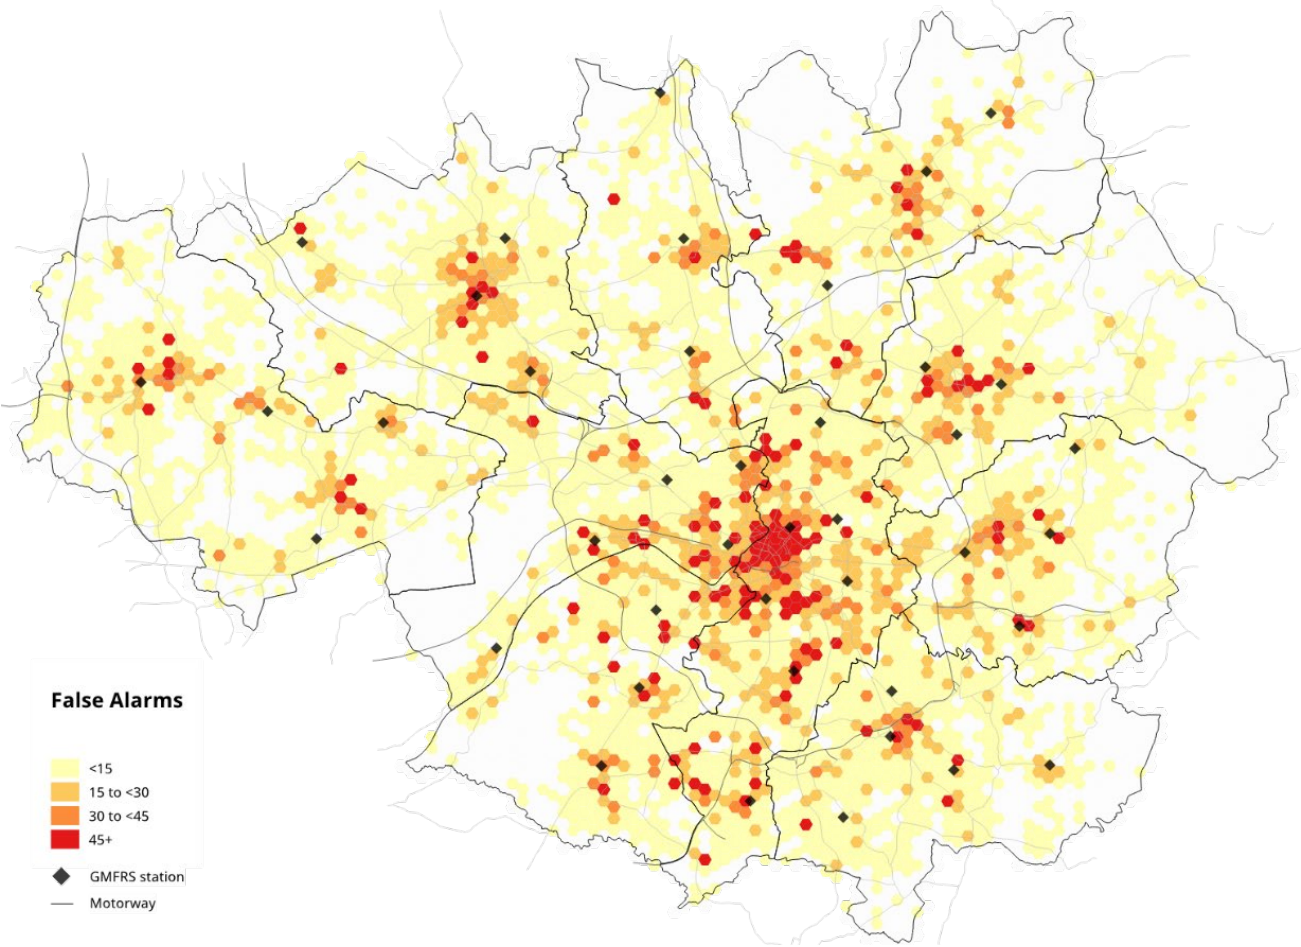 False Alarms
<15
15 to <30
30 to <45
45+
GMFRS station
Motorway